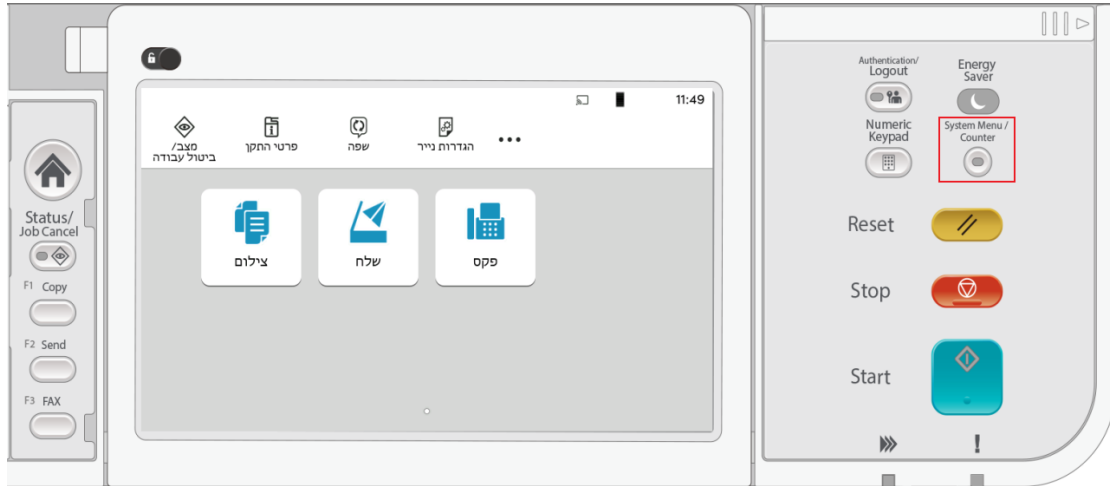 Status/
Job Cancel
F1 Copy
F2 Send
F3 FAX
11:49
מצב/
ביטול עבודה
פרטי התקן
שפה
הגדרות נייר
צילום
שלח
פקס
Authentication/
Logout
Energy
Saver
Numeric
Keypad
System Menu /
Counter
Reset
Stop
Start